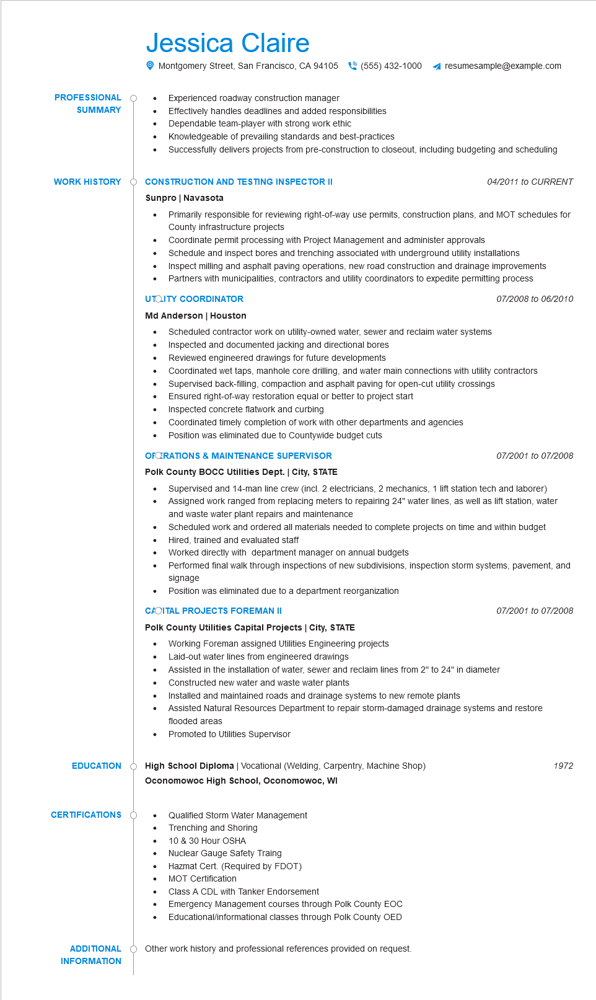 Jessica Claire
Montgomery Street, San Francisco, CA 94105 (555) 432-1000 resumesample@example.com
PROFESSIONAL SUMMARY
• Experienced roadway construction manager
• Effectively handles deadlines and added responsibilities
• Dependable team-player with strong work ethic
• Knowledgeable of prevailing standards and best-practices
• Successfully delivers projects from pre-construction to closeout, including budgeting and scheduling
WORK HISTORY
CONSTRUCTION AND TESTING INSPECTOR II 04/2011 to CURRENT
Sunpro | Navasota
• Primarily responsible for reviewing right-of-way use permits, construction plans, and MOT schedules for
County infrastructure projects
• Coordinate permit processing with Project Management and administer approvals
• Schedule and inspect bores and trenching associated with underground utility installations
• Inspect milling and asphalt paving operations, new road construction and drainage improvements
• Partners with municipalities, contractors and utility coordinators to expedite permitting process
UTILITY COORDINATOR 07/2008 to 06/2010
Md Anderson | Houston
• Scheduled contractor work on utility-owned water, sewer and reclaim water systems
• Inspected and documented jacking and directional bores
• Reviewed engineered drawings for future developments
• Coordinated wet taps, manhole core drilling, and water main connections with utility contractors
• Supervised back-filling, compaction and asphalt paving for open-cut utility crossings
• Ensured right-of-way restoration equal or better to project start
• Inspected concrete flatwork and curbing
• Coordinated timely completion of work with other departments and agencies
• Position was eliminated due to Countywide budget cuts
OPERATIONS & MAINTENANCE SUPERVISOR 07/2001 to 07/2008
Polk County BOCC Utilities Dept. | City, STATE
• Supervised and 14-man line crew (incl. 2 electricians, 2 mechanics, 1 lift station tech and laborer)
• Assigned work ranged from replacing meters to repairing 24" water lines, as well as lift station, water
and waste water plant repairs and maintenance
• Scheduled work and ordered all materials needed to complete projects on time and within budget
• Hired, trained and evaluated staff
• Worked directly with  department manager on annual budgets
• Performed final walk through inspections of new subdivisions, inspection storm systems, pavement, and
signage
• Position was eliminated due to a department reorganization
CAPITAL PROJECTS FOREMAN II 07/2001 to 07/2008
Polk County Utilities Capital Projects | City, STATE
• Working Foreman assigned Utilities Engineering projects
• Laid-out water lines from engineered drawings
• Assisted in the installation of water, sewer and reclaim lines from 2" to 24" in diameter
• Constructed new water and waste water plants
• Installed and maintained roads and drainage systems to new remote plants
• Assisted Natural Resources Department to repair storm-damaged drainage systems and restore
flooded areas
• Promoted to Utilities Supervisor
EDUCATION
High School Diploma | Vocational (Welding, Carpentry, Machine Shop) 1972
Oconomowoc High School, Oconomowoc, WI
CERTIFICATIONS
• Qualified Storm Water Management
• Trenching and Shoring
• 10 & 30 Hour OSHA
• Nuclear Gauge Safety Traing
• Hazmat Cert. (Required by FDOT)
• MOT Certification
• Class A CDL with Tanker Endorsement
• Emergency Management courses through Polk County EOC
• Educational/informational classes through Polk County OED
ADDITIONAL INFORMATION
Other work history and professional references provided on request.